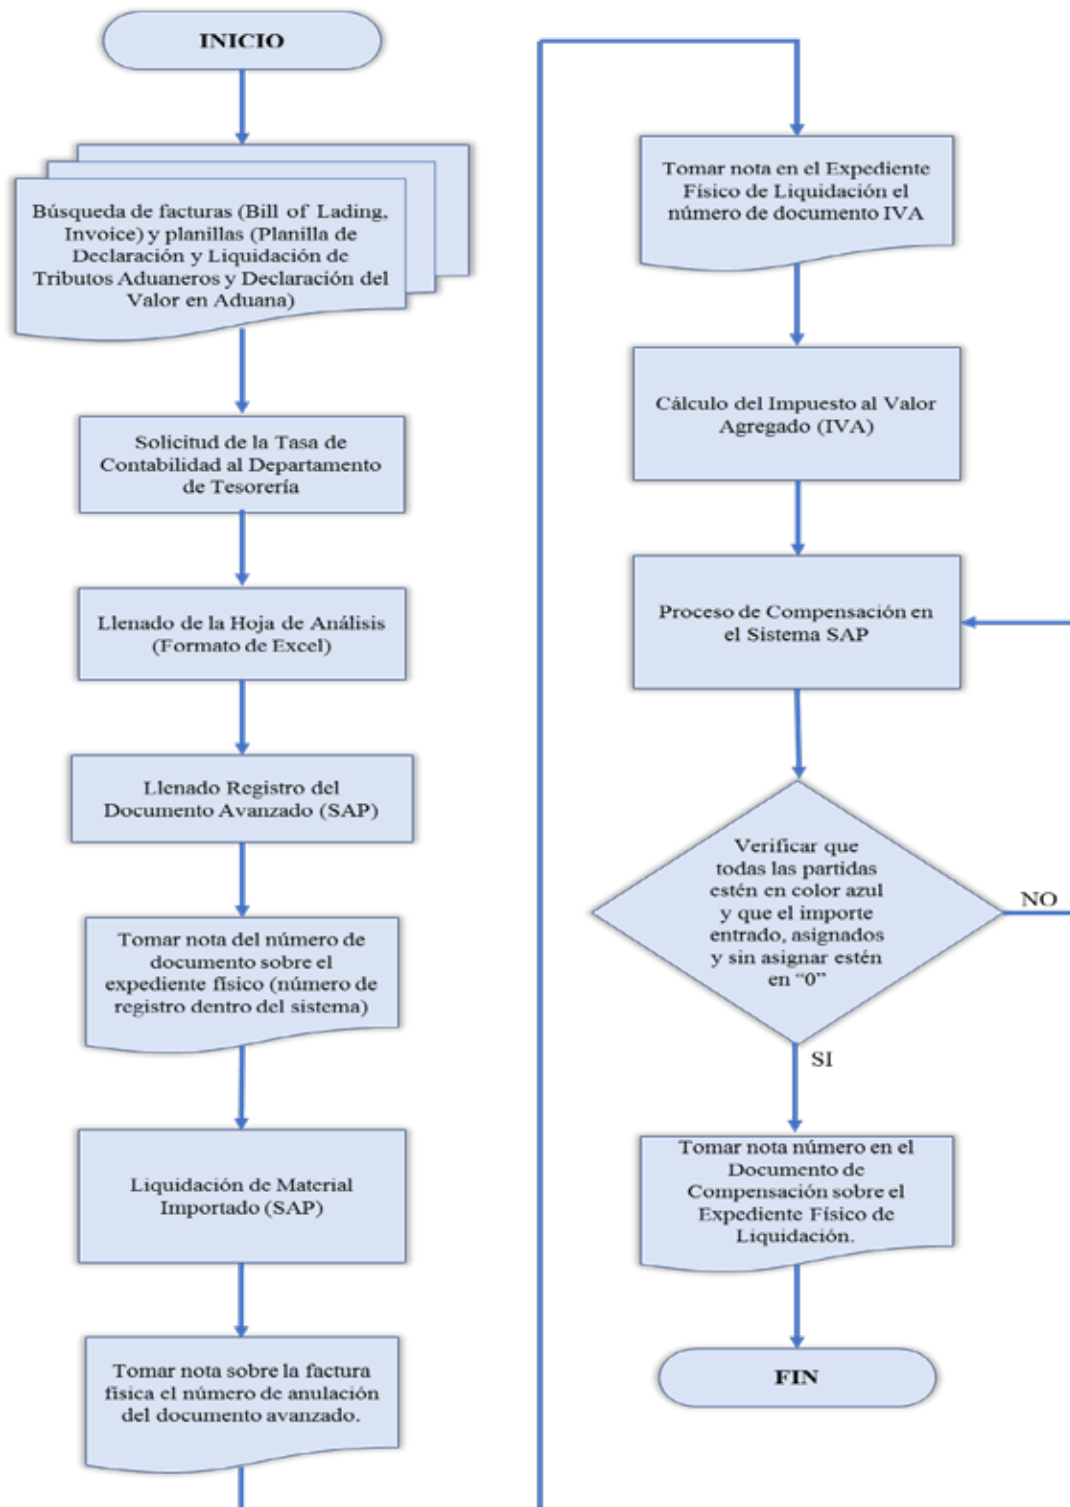 INICIO
Búsqueda de facturas (Bill of Lading,
Invoice) y planillas (Planilla de
Declaración y Liquidación de
Tributos Aduaneros y Declaración del
Valor en Aduana)
Solicitud de la Tasa de
Contabilidad al Departamento
de Tesorería
Llenado de la Hoja de Análisis
(Formato de Excel)
Llenado Registro del
Documento Avanzado (SAP)
Tomar nota del número de
documento sobre el
expediente físico (número de
registro dentro del sistema)
Liquidación de Material
Importado (SAP)
Tomar nota sobre la factura
física el número de anulación
del documento avanzado.
Tomar nota en el Expediente
Físico de Liquidación el
número de documento IVA
Cálculo del Impuesto al Valor
Agregado (IVA)
Proceso de Compensación en
el Sistema SAP
Verificar que
todas las partidas
estén en color azul
y que el importe
entrado, asignados
y sin asignar estén
en “0”
NO
SI
Tomar nota número en el
Documento de
Compensación sobre el
Expediente Físico de
Liquidación.
FIN